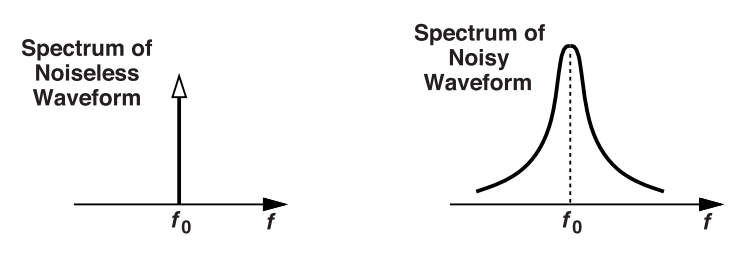 Spectrum of
Noiseless
Waveform
f0
f
Spectrum of
Noisy
Waveform
f0
f